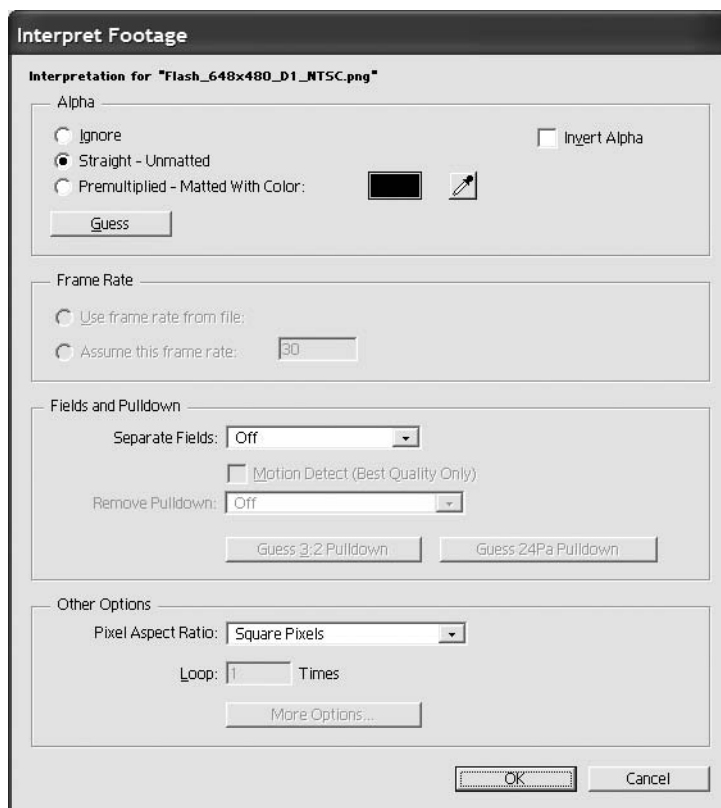 Interpret Footage
Interpretation for "Flash_648x480_D1_NTSC.png"
Alpha
Ignore
Invert Alpha
Straight - Unmatted
Premultiplied - Matted With Color:
Guess
Frame Rate
Use frame rate from file:
Assume this frame rate: 30
Fields and Pulldown
Separate Fields: Off
Motion Detect (Best Quality Only)
Remove Pulldown: Off
Guess 3:2 Pulldown Guess 24Pa Pulldown
Other Options
Pixel Aspect Ratio: Square Pixels
Loop: 1 Times
More Options...
OK Cancel